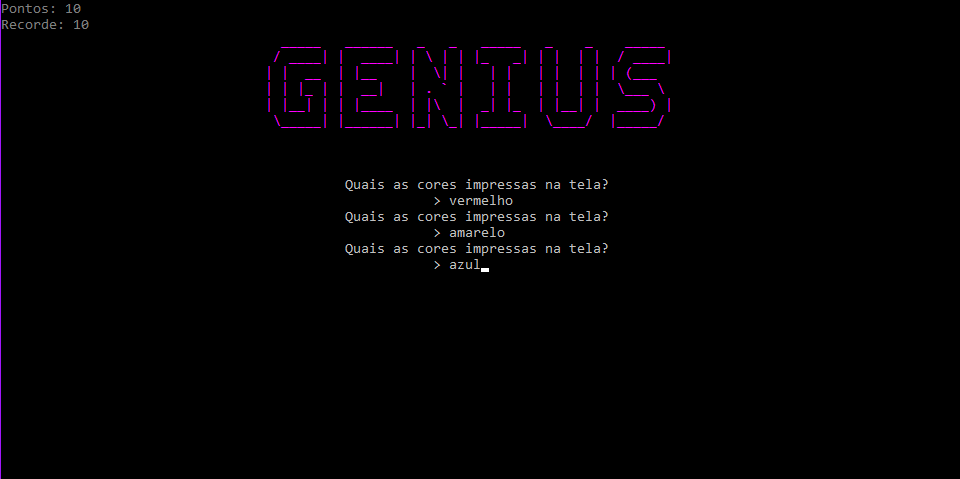 Pontos: 10
Recorde: 10
GENIUS
Quais as cores impressas na tela?
> vermelho
Quais as cores impressas na tela?
> amarelo
Quais as cores impressas na tela?
> azul